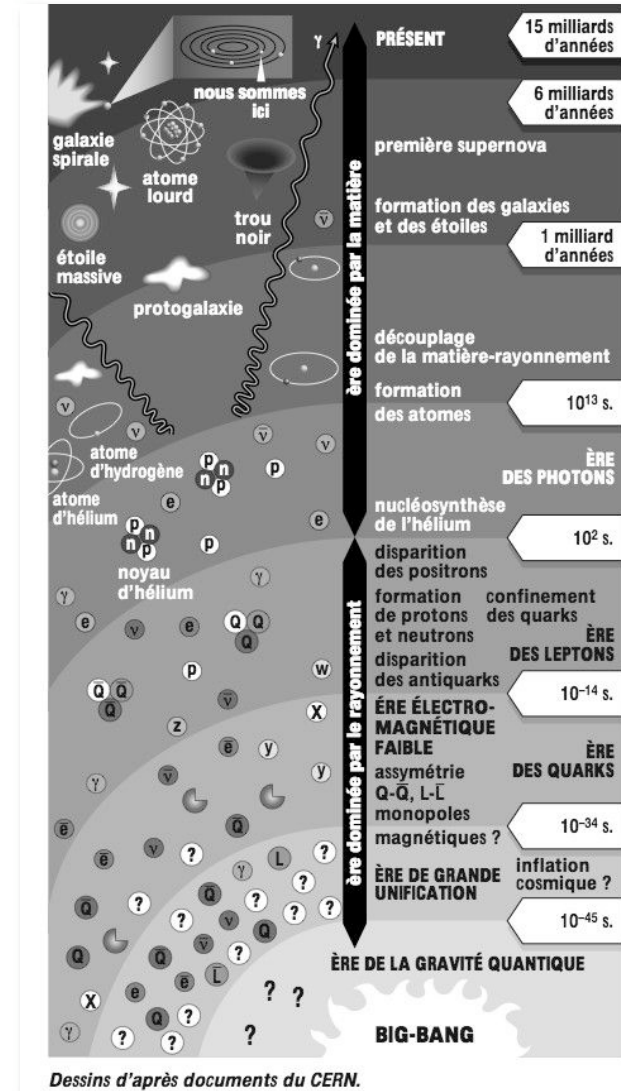 PRÉSENT
15 milliards
d'années
γ
nous sommes
ici
6 milliards
d'années
galaxie
spirale
atome
lourd
première supernova
trou
noir
ν̅
formation des galaxies
et des étoiles
1 milliard
d'années
étoile
massive
protogalaxie
ère dominée par la matière
découplage
de la matière-rayonnement
formation
des atomes
10¹³ s.
ν
ν
ν̅
ν
atome
d'hydrogène
p
n
n
p
p
ÈRE
DES PHOTONS
atome
d'hélium
e
e
nucléosynthèse
de l'hélium
10² s.
p
n
n
p
p
noyau
d'hélium
γ
γ
disparition
des positrons
formation
de protons
et neutrons
confinement
des quarks
e
ν
e
Q
Q
Q
ÈRE
DES LEPTONS
p
w
disparition
des antiquarks
10⁻¹⁴ s.
Q̅
Q̅
Q
ν̅
X
z
ère dominée par le rayonnement
ÉRE ÉLECTRO-
MAGNÉTIQUE
FAIBLE
e̅
y
ν̅
y
γ
ÈRE
DES QUARKS
assymétrie
Q-Q̅, L-L̅
monopoles
magnétiques ?
10⁻³⁴ s.
e̅
Q̅
e̅
ν
?
L
?
γ
?
ÈRE DE GRANDE
UNIFICATION
inflation
cosmique ?
Q̅
?
Q̅
?
?
?
ν
?
10⁻⁴⁵ s.
Q
Q̅
ν̅
?
e̅
L̅
ÈRE DE LA GRAVITÉ QUANTIQUE
X
e
? ?
γ
?
Q
?
?
?
BIG-BANG
Dessins d'après documents du CERN.